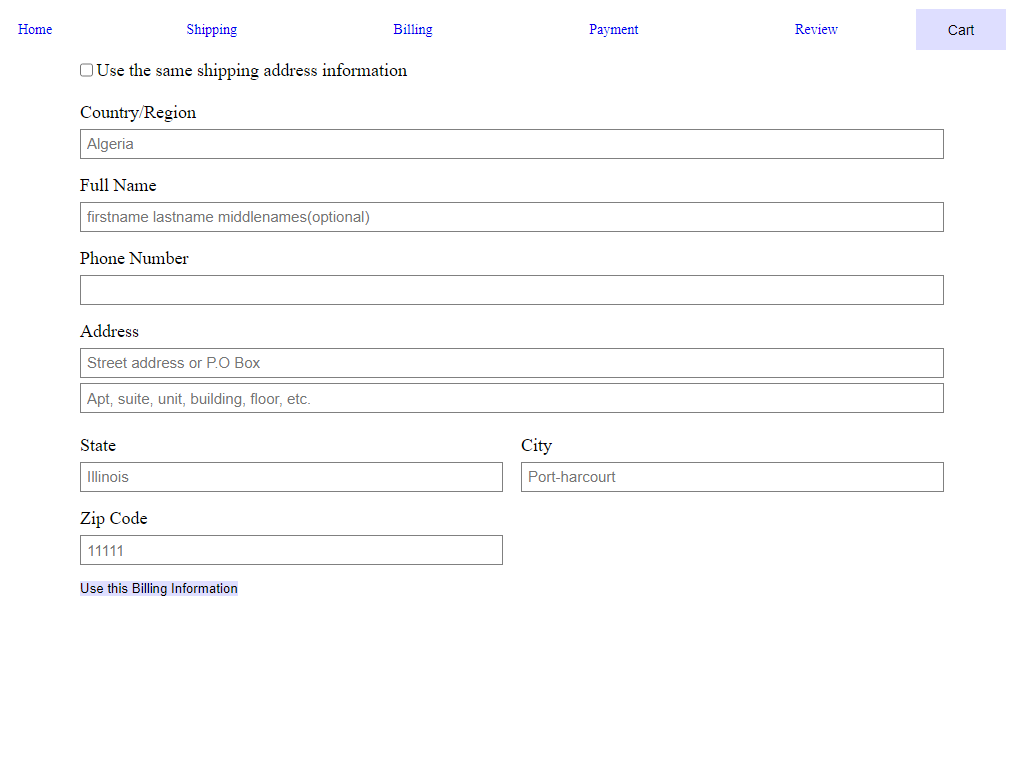 Home Shipping Billing Payment Review Cart
Use the same shipping address information
Country/Region
Algeria
Full Name
firstname lastname middlenames(optional)
Phone Number
Address
Street address or P.O Box
Apt, suite, unit, building, floor, etc.
State City
Illinois Port-harcourt
Zip Code
11111
Use this Billing Information